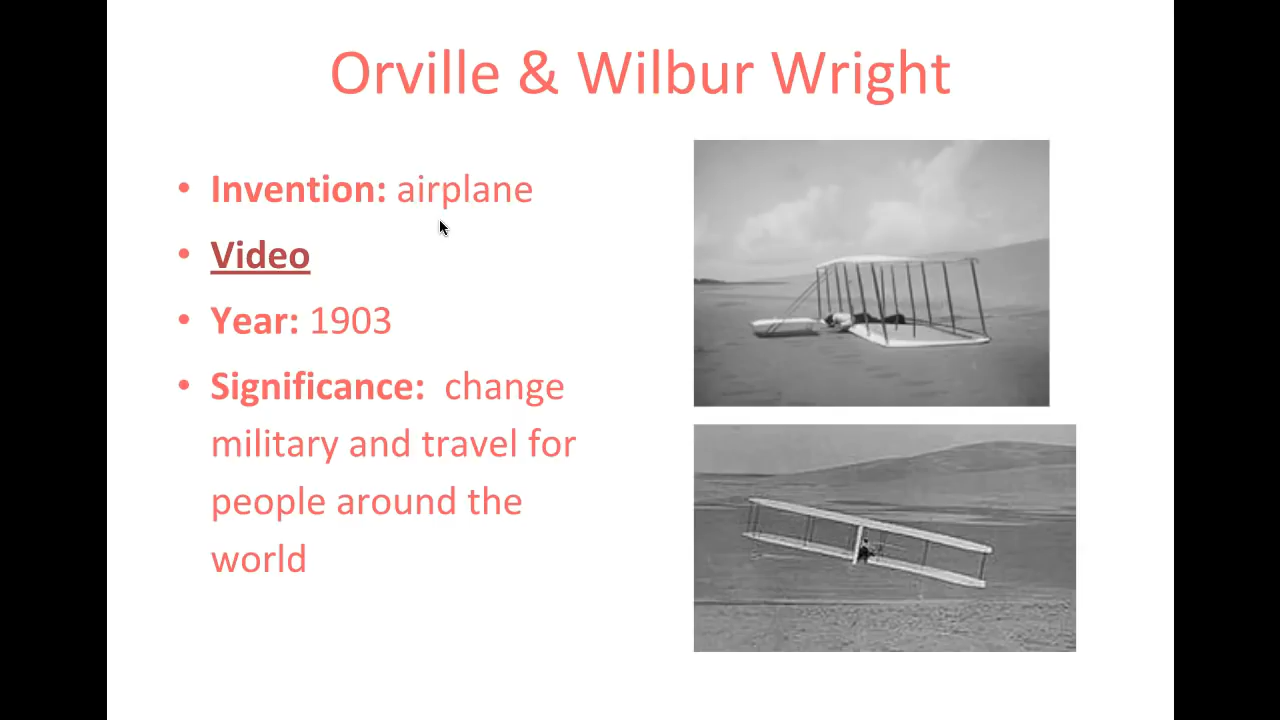 Orville & Wilbur Wright
• Invention: airplane
• Video
• Year: 1903
• Significance:  change
military and travel for
people around the
world